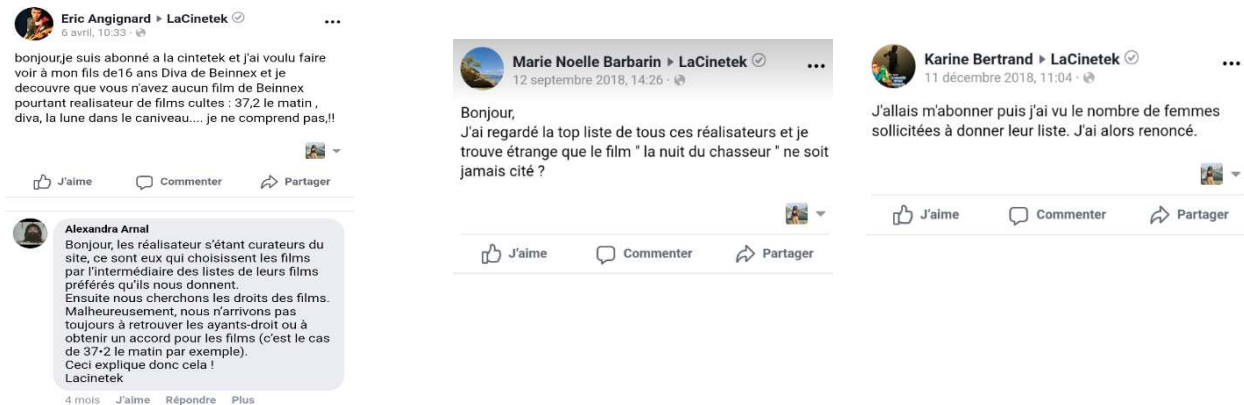 Eric Angignard ▸ LaCinetek
6 avril, 10:33 ·
bonjour,je suis abonné a la cintetek et j'ai voulu faire
voir à mon fils de16 ans Diva de Beinnex et je
decouvre que vous n'avez aucun film de Beinnex
pourtant realisateur de films cultes : 37,2 le matin ,
diva, la lune dans le caniveau.... je ne comprend pas,!!
J'aime Commenter Partager
Alexandra Arnal
Bonjour, les réalisateur s'étant curateurs du
site, ce sont eux qui choisissent les films
par l'intermédiaire des listes de leurs films
préférés qu'ils nous donnent.
Ensuite nous cherchons les droits des films.
Malheureusement, nous n'arrivons pas
toujours à retrouver les ayants-droit ou à
obtenir un accord pour les films (c'est le cas
de 37•2 le matin par exemple).
Ceci explique donc cela !
Lacinetek
4 mois J'aime Répondre Plus
Marie Noelle Barbarin ▸ LaCinetek
12 septembre 2018, 14:26 ·
Bonjour,
J'ai regardé la top liste de tous ces réalisateurs et je
trouve étrange que le film " la nuit du chasseur " ne soit
jamais cité ?
J'aime Commenter Partager
Karine Bertrand ▸ LaCinetek
11 décembre 2018, 11:04 ·
J'allais m'abonner puis j'ai vu le nombre de femmes
sollicitées à donner leur liste. J'ai alors renoncé.
J'aime Commenter Partager